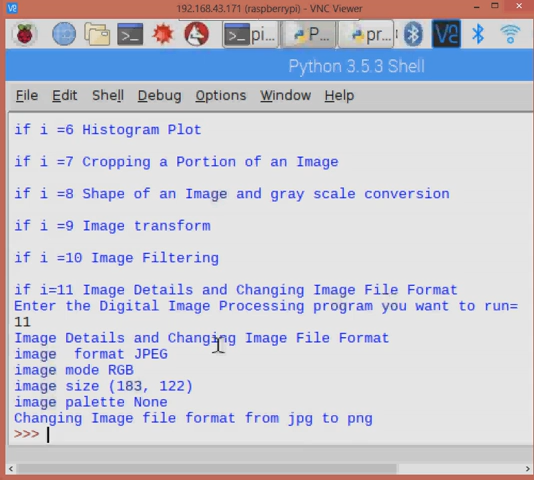 192.168.43.171 (raspberrypi) - VNC Viewer
pi... P... pr...
Python 3.5.3 Shell
File Edit Shell Debug Options Window Help
if i =6 Histogram Plot
if i =7 Cropping a Portion of an Image
if i =8 Shape of an Image and gray scale conversion
if i =9 Image transform
if i =10 Image Filtering
if i=11 Image Details and Changing Image File Format
Enter the Digital Image Processing program you want to run=
11
Image Details and Changing Image File Format
image  format JPEG
image mode RGB
image size (183, 122)
image palette None
Changing Image file format from jpg to png
>>>